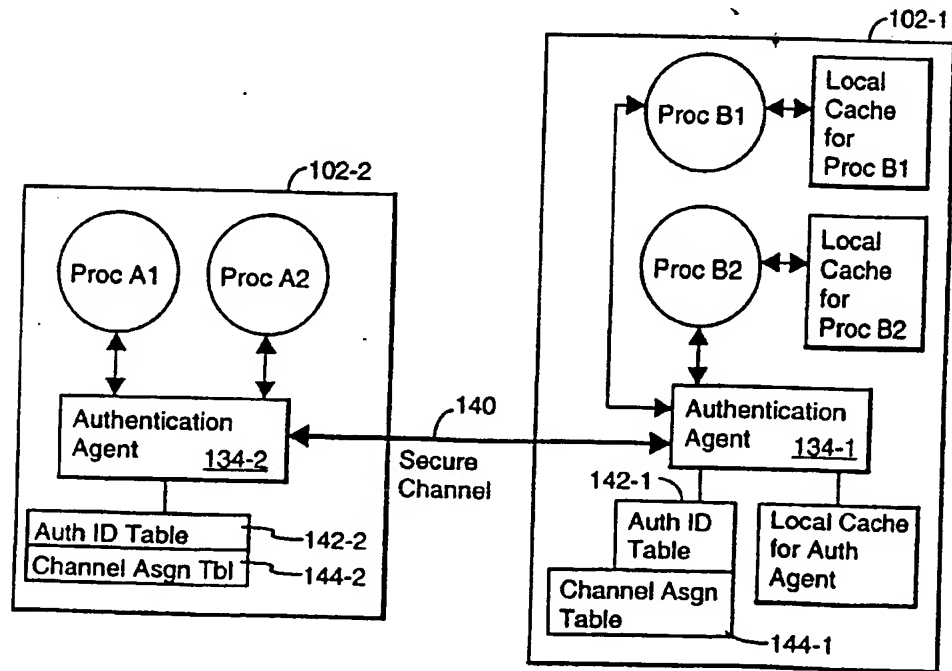 102-1
Proc B1
Local
Cache
for
Proc B1
102-2
Proc A1
Proc A2
Proc B2
Local
Cache
for
Proc B2
Authentication
Agent
134-2
140
Secure
Channel
Authentication
Agent
134-1
142-1
Auth ID Table
142-2
Channel Asgn Tbl
144-2
Auth ID
Table
Local Cache
for Auth
Agent
Channel Asgn
Table
144-1